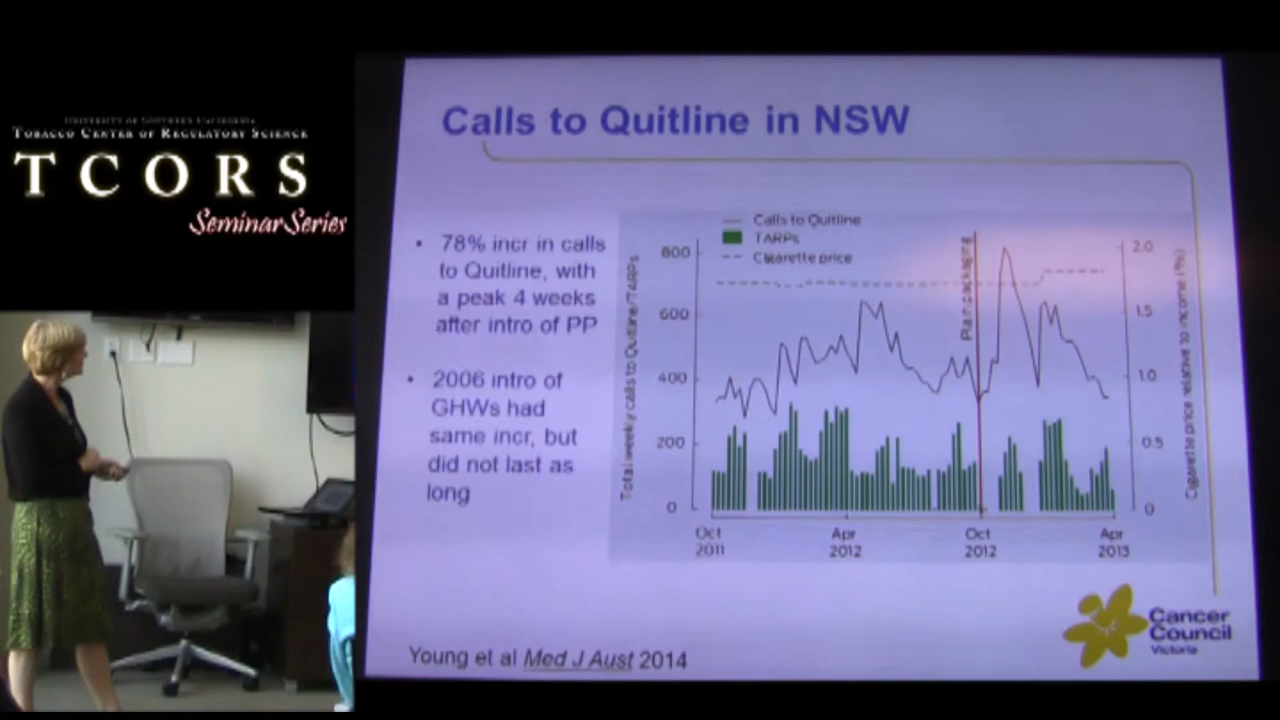 UNIVERSITY OF SOUTHERN CALIFORNIA
TOBACCO CENTER OF REGULATORY SCIENCE
TCORS
Seminar Series
Calls to Quitline in NSW
• 78% incr in calls
to Quitline, with
a peak 4 weeks
after intro of PP
• 2006 intro of
GHWs had
same incr, but
did not last as
long
Calls to Quitline
TARPs
Cigarette price
Total weekly calls to Quitline/TARPs
800
600
400
200
0
Plain packaging
2.0
1.5
1.0
0.5
0
Cigarette price relative to income (%)
Oct Apr Oct Apr
2011 2012 2012 2013
Young et al Med J Aust 2014
Cancer
Council
Victoria